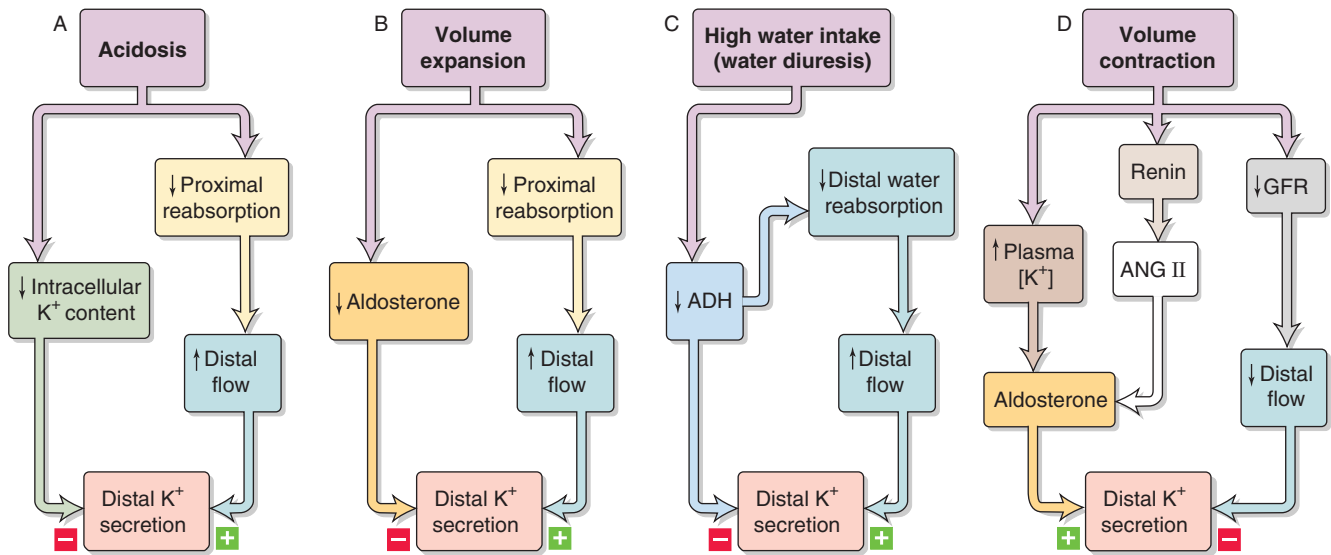 A
Acidosis
↓ Proximal
reabsorption
↓ Intracellular
K⁺ content
↑ Distal
flow
Distal K⁺
secretion
−
+
B
Volume
expansion
↓ Proximal
reabsorption
↓ Aldosterone
↑ Distal
flow
Distal K⁺
secretion
−
+
C
High water intake
(water diuresis)
↓ Distal water
reabsorption
↓ ADH
↑ Distal
flow
Distal K⁺
secretion
−
+
D
Volume
contraction
Renin
↓ GFR
↑ Plasma
[K⁺]
ANG II
Aldosterone
↓ Distal
flow
Distal K⁺
secretion
+
−